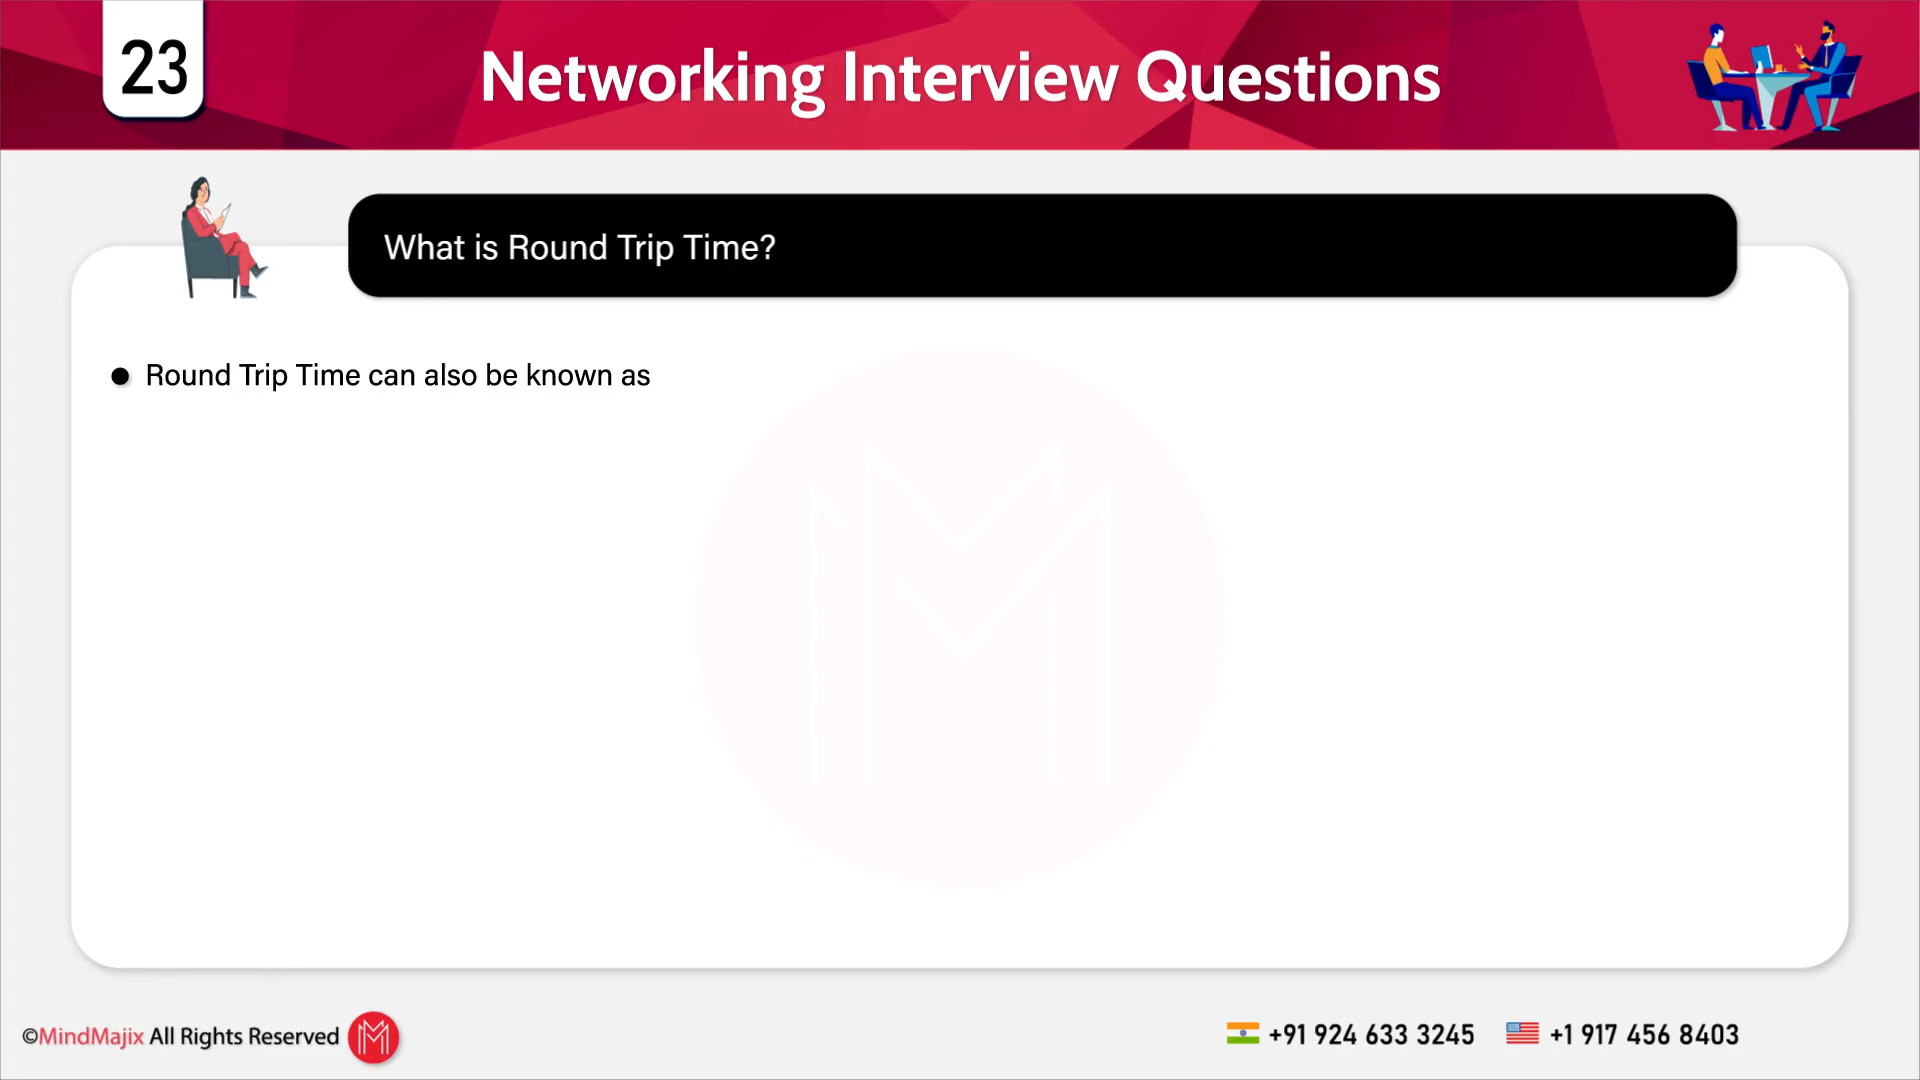 23
Networking Interview Questions
What is Round Trip Time?
● Round Trip Time can also be known as
©MindMajix All Rights Reserved
+91 924 633 3245
+1 917 456 8403